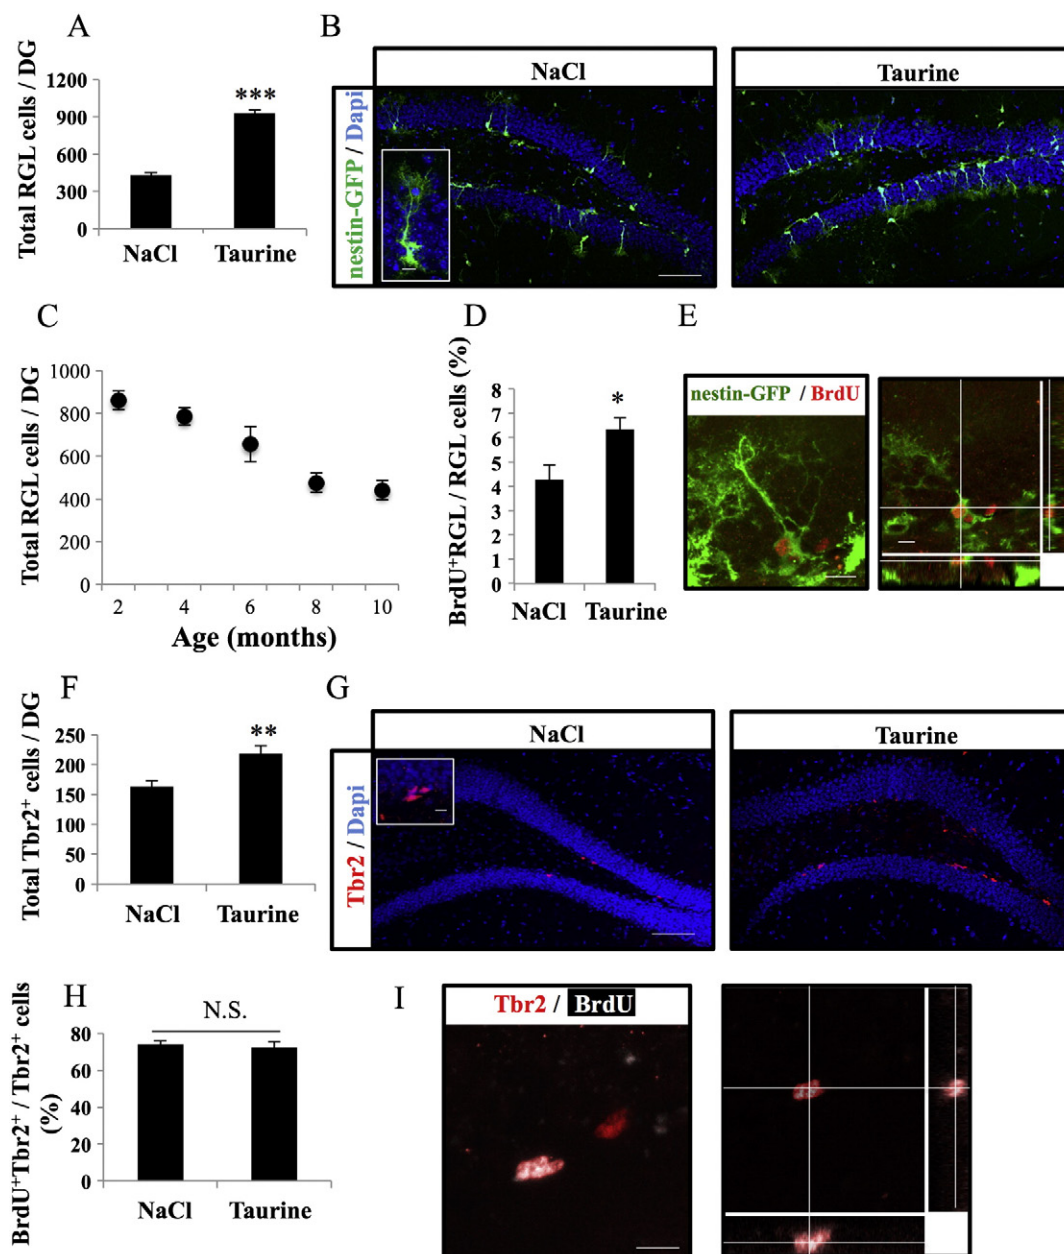 A
Total RGL cells / DG
1200
900
600
300
0
***
NaCl
Taurine
B
NaCl
Taurine
nestin-GFP / Dapi
C
Total RGL cells / DG
1000
800
600
400
200
0
2
4
6
8
10
Age (months)
D
BrdU⁺RGL / RGL cells (%)
8
7
6
5
4
3
2
1
0
*
NaCl
Taurine
E
nestin-GFP / BrdU
F
Total Tbr2⁺ cells / DG
250
200
150
100
50
0
**
NaCl
Taurine
G
NaCl
Taurine
Tbr2 / Dapi
H
BrdU⁺Tbr2⁺ / Tbr2⁺ cells
(%)
80
60
40
20
0
N.S.
NaCl
Taurine
I
Tbr2 / BrdU